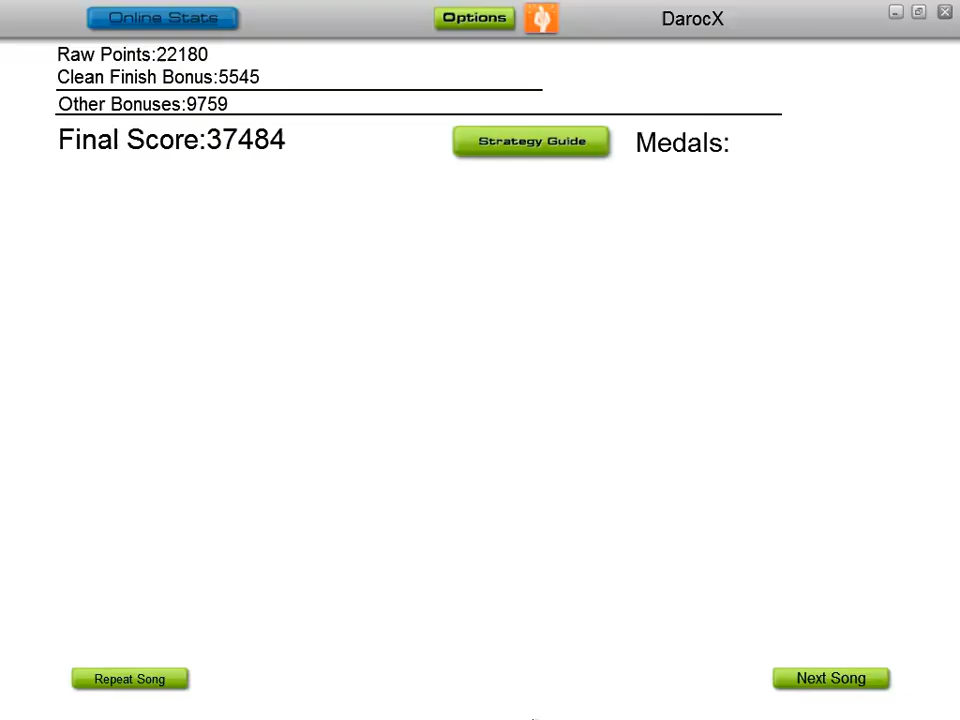 Online Stats
Options
DarocX
Raw Points:22180
Clean Finish Bonus:5545
Other Bonuses:9759
Final Score:37484
Strategy Guide
Medals:
Repeat Song
Next Song